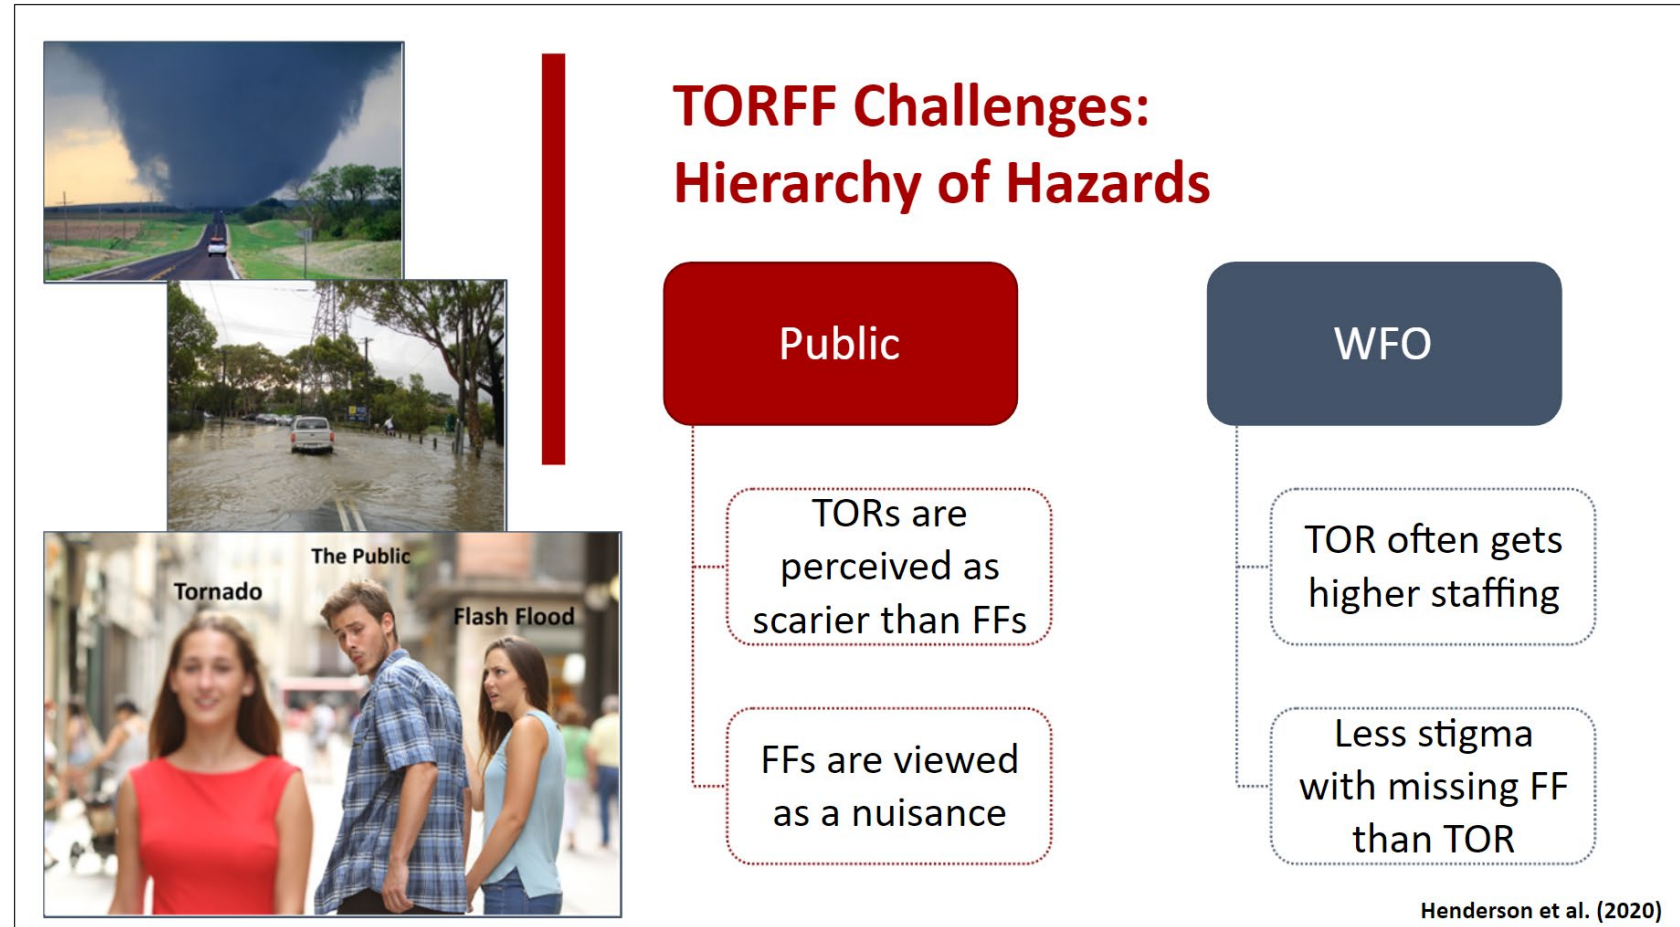 TORFF Challenges:
Hierarchy of Hazards
Public
TORs are
perceived as
scarier than FFs
FFs are viewed
as a nuisance
WFO
TOR often gets
higher staffing
Less stigma
with missing FF
than TOR
The Public
Tornado
Flash Flood
Henderson et al. (2020)